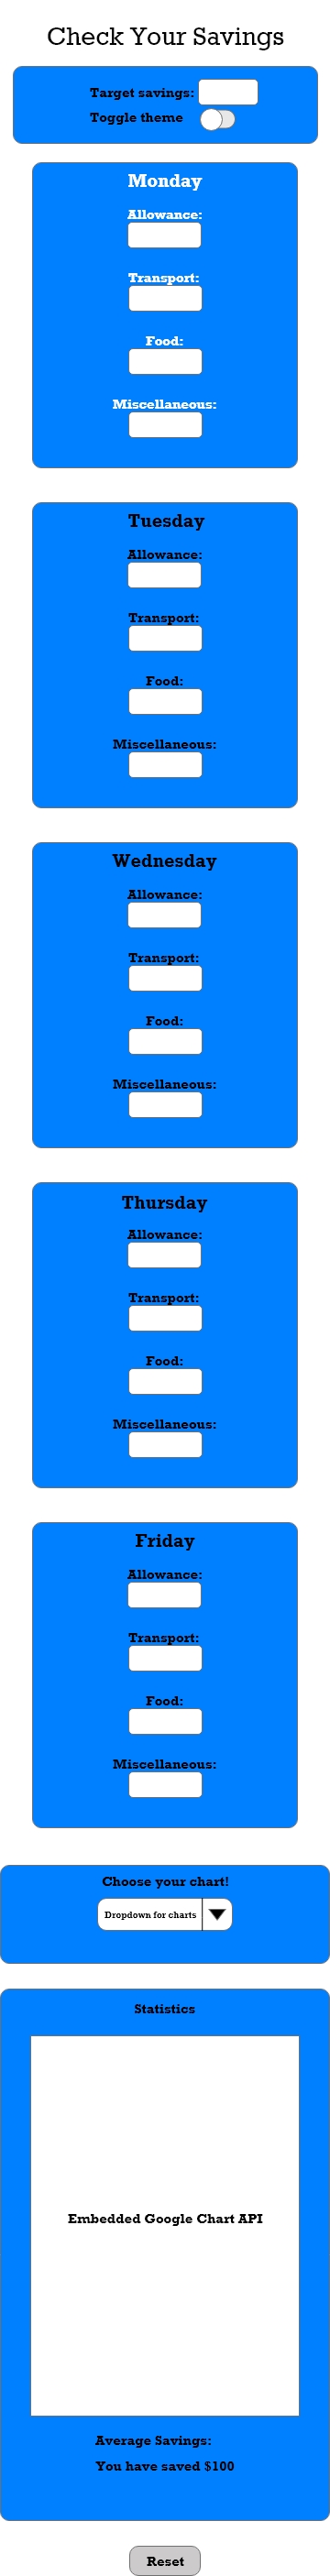 Check Your Savings
Target savings:
Toggle theme
Monday
Allowance:
Transport:
Food:
Miscellaneous:
Tuesday
Allowance:
Transport:
Food:
Miscellaneous:
Wednesday
Allowance:
Transport:
Food:
Miscellaneous:
Thursday
Allowance:
Transport:
Food:
Miscellaneous:
Friday
Allowance:
Transport:
Food:
Miscellaneous:
Choose your chart!
Dropdown for charts
Statistics
Embedded Google Chart API
Average Savings:
You have saved $100
Reset